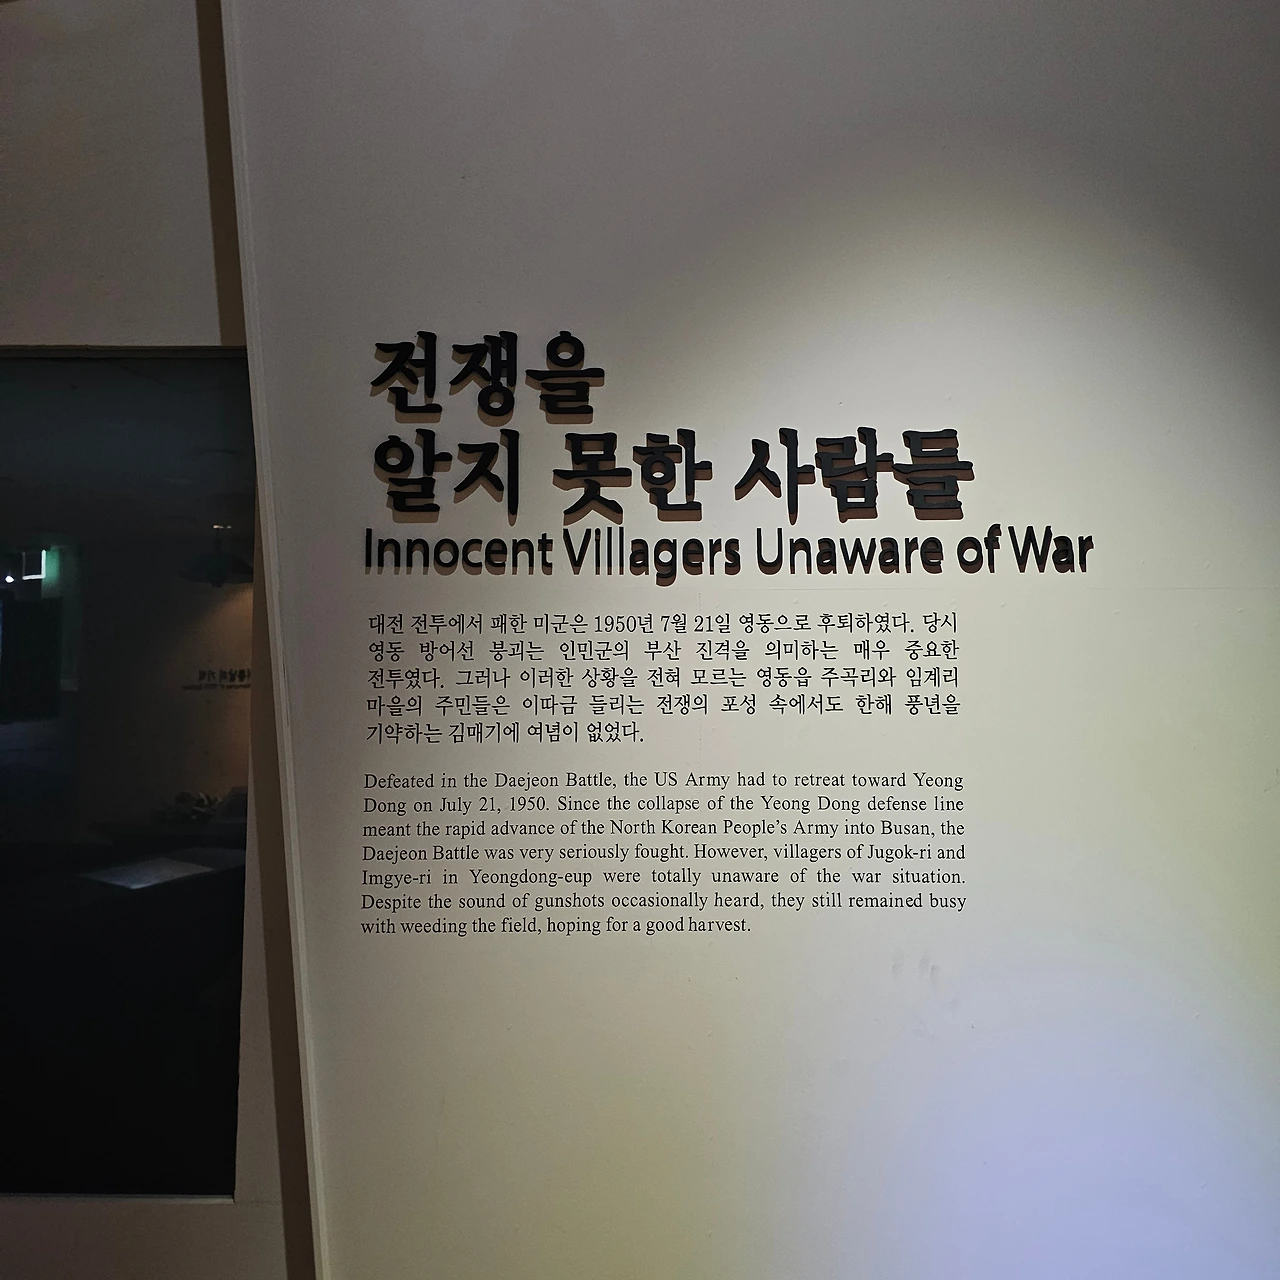 전쟁을
알지 못한 사람들
Innocent Villagers Unaware of War
대전 전투에서 패한 미군은 1950년 7월 21일 영동으로 후퇴하였다. 당시
영동 방어선 붕괴는 인민군의 부산 진격을 의미하는 매우 중요한
전투였다. 그러나 이러한 상황을 전혀 모르는 영동읍 주곡리와 임계리
마을의 주민들은 이따금 들리는 전쟁의 포성 속에서도 한해 풍년을
기약하는 김매기에 여념이 없었다.
Defeated in the Daejeon Battle, the US Army had to retreat toward Yeong
Dong on July 21, 1950. Since the collapse of the Yeong Dong defense line
meant the rapid advance of the North Korean People's Army into Busan, the
Daejeon Battle was very seriously fought. However, villagers of Jugok-ri and
Imgye-ri in Yeongdong-eup were totally unaware of the war situation.
Despite the sound of gunshots occasionally heard, they still remained busy
with weeding the field, hoping for a good harvest.